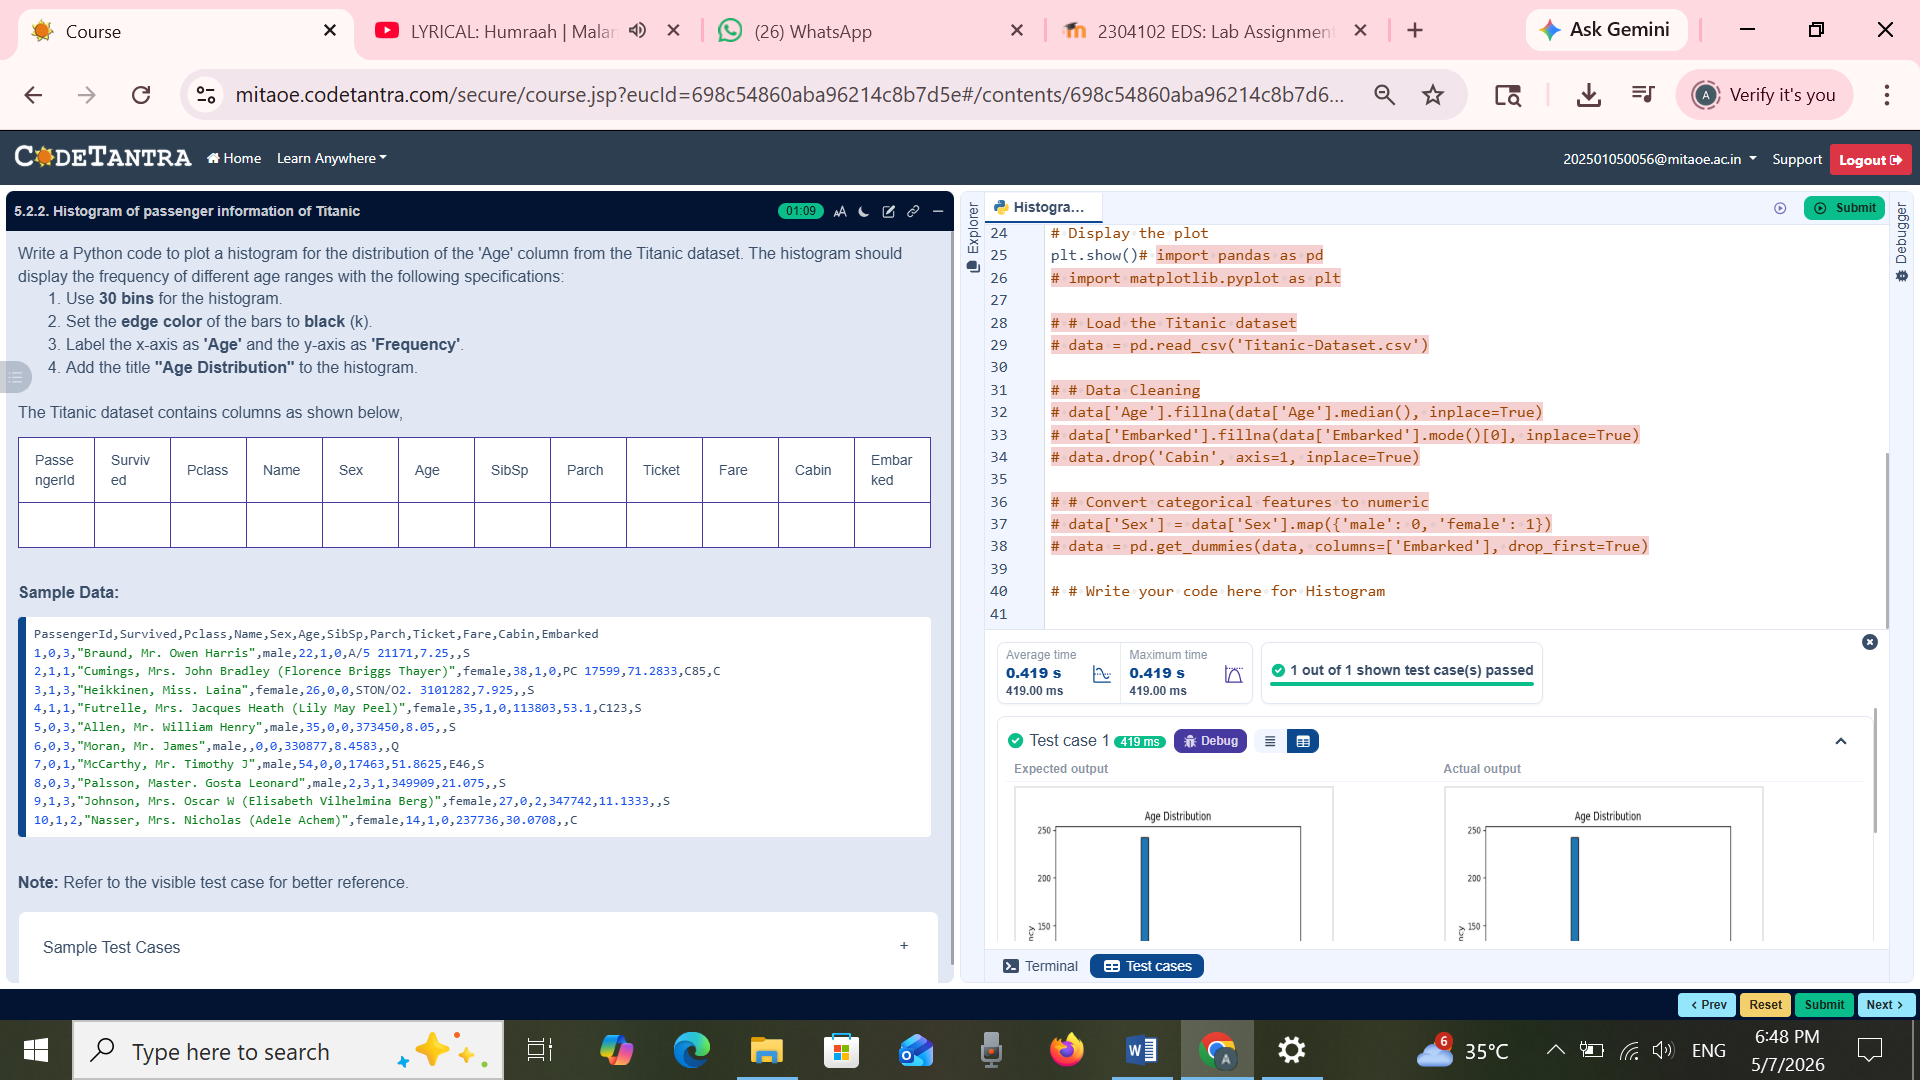 Course
LYRICAL: Humraah | Malan
(26) WhatsApp
2304102 EDS: Lab Assignment
Ask Gemini
mitaoe.codetantra.com/secure/course.jsp?eucId=698c54860aba96214c8b7d5e#/contents/698c54860aba96214c8b7d6...
A
Verify it's you
CODETANTRA
Home
Learn Anywhere
202501050056@mitaoe.ac.in
Support
Logout
5.2.2. Histogram of passenger information of Titanic
01:09
Write a Python code to plot a histogram for the distribution of the 'Age' column from the Titanic dataset. The histogram should
display the frequency of different age ranges with the following specifications:
1. Use 30 bins for the histogram.
2. Set the edge color of the bars to black (k).
3. Label the x-axis as 'Age' and the y-axis as 'Frequency'.
4. Add the title "Age Distribution" to the histogram.
The Titanic dataset contains columns as shown below,
Passe
ngerId
Surviv
ed
Pclass
Name
Sex
Age
SibSp
Parch
Ticket
Fare
Cabin
Embar
ked
Sample Data:
PassengerId,Survived,Pclass,Name,Sex,Age,SibSp,Parch,Ticket,Fare,Cabin,Embarked
1,0,3,"Braund, Mr. Owen Harris",male,22,1,0,A/5 21171,7.25,,S
2,1,1,"Cumings, Mrs. John Bradley (Florence Briggs Thayer)",female,38,1,0,PC 17599,71.2833,C85,C
3,1,3,"Heikkinen, Miss. Laina",female,26,0,0,STON/O2. 3101282,7.925,,S
4,1,1,"Futrelle, Mrs. Jacques Heath (Lily May Peel)",female,35,1,0,113803,53.1,C123,S
5,0,3,"Allen, Mr. William Henry",male,35,0,0,373450,8.05,,S
6,0,3,"Moran, Mr. James",male,,0,0,330877,8.4583,,Q
7,0,1,"McCarthy, Mr. Timothy J",male,54,0,0,17463,51.8625,E46,S
8,0,3,"Palsson, Master. Gosta Leonard",male,2,3,1,349909,21.075,,S
9,1,3,"Johnson, Mrs. Oscar W (Elisabeth Vilhelmina Berg)",female,27,0,2,347742,11.1333,,S
10,1,2,"Nasser, Mrs. Nicholas (Adele Achem)",female,14,1,0,237736,30.0708,,C
Note: Refer to the visible test case for better reference.
Sample Test Cases
+
Explorer
Histogra...
Submit
Debugger
24 # Display the plot
25 plt.show()# import pandas as pd
26 # import matplotlib.pyplot as plt
27
28 # # Load the Titanic dataset
29 # data = pd.read_csv('Titanic-Dataset.csv')
30
31 # # Data Cleaning
32 # data['Age'].fillna(data['Age'].median(), inplace=True)
33 # data['Embarked'].fillna(data['Embarked'].mode()[0], inplace=True)
34 # data.drop('Cabin', axis=1, inplace=True)
35
36 # # Convert categorical features to numeric
37 # data['Sex'] = data['Sex'].map({'male': 0, 'female': 1})
38 # data = pd.get_dummies(data, columns=['Embarked'], drop_first=True)
39
40 # # Write your code here for Histogram
41
Average time
0.419 s
419.00 ms
Maximum time
0.419 s
419.00 ms
1 out of 1 shown test case(s) passed
Test case 1
419 ms
Debug
Expected output
Actual output
Age Distribution
250
200
150
ncy
Age Distribution
250
200
150
ncy
Terminal
Test cases
< Prev
Reset
Submit
Next >
Type here to search
6
35°C
ENG
6:48 PM
5/7/2026